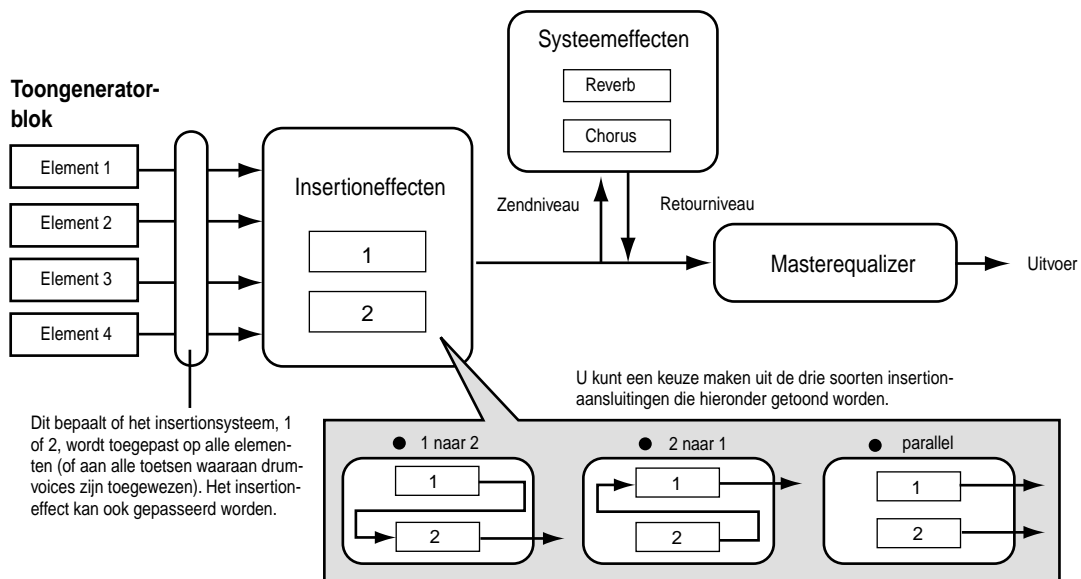 Toongenerator-
blok
Element 1
Element 2
Element 3
Element 4
Insertioneffecten
1
2
Systeemeffecten
Reverb
Chorus
Zendniveau
Retourniveau
Masterequalizer
Uitvoer
Dit bepaalt of het insertionsysteem, 1
of 2, wordt toegepast op alle elemen-
ten (of aan alle toetsen waaraan drum-
voices zijn toegewezen). Het insertion-
effect kan ook gepasseerd worden.
U kunt een keuze maken uit de drie soorten insertion-
aansluitingen die hieronder getoond worden.
● 1 naar 2
1
2
● 2 naar 1
1
2
● parallel
1
2